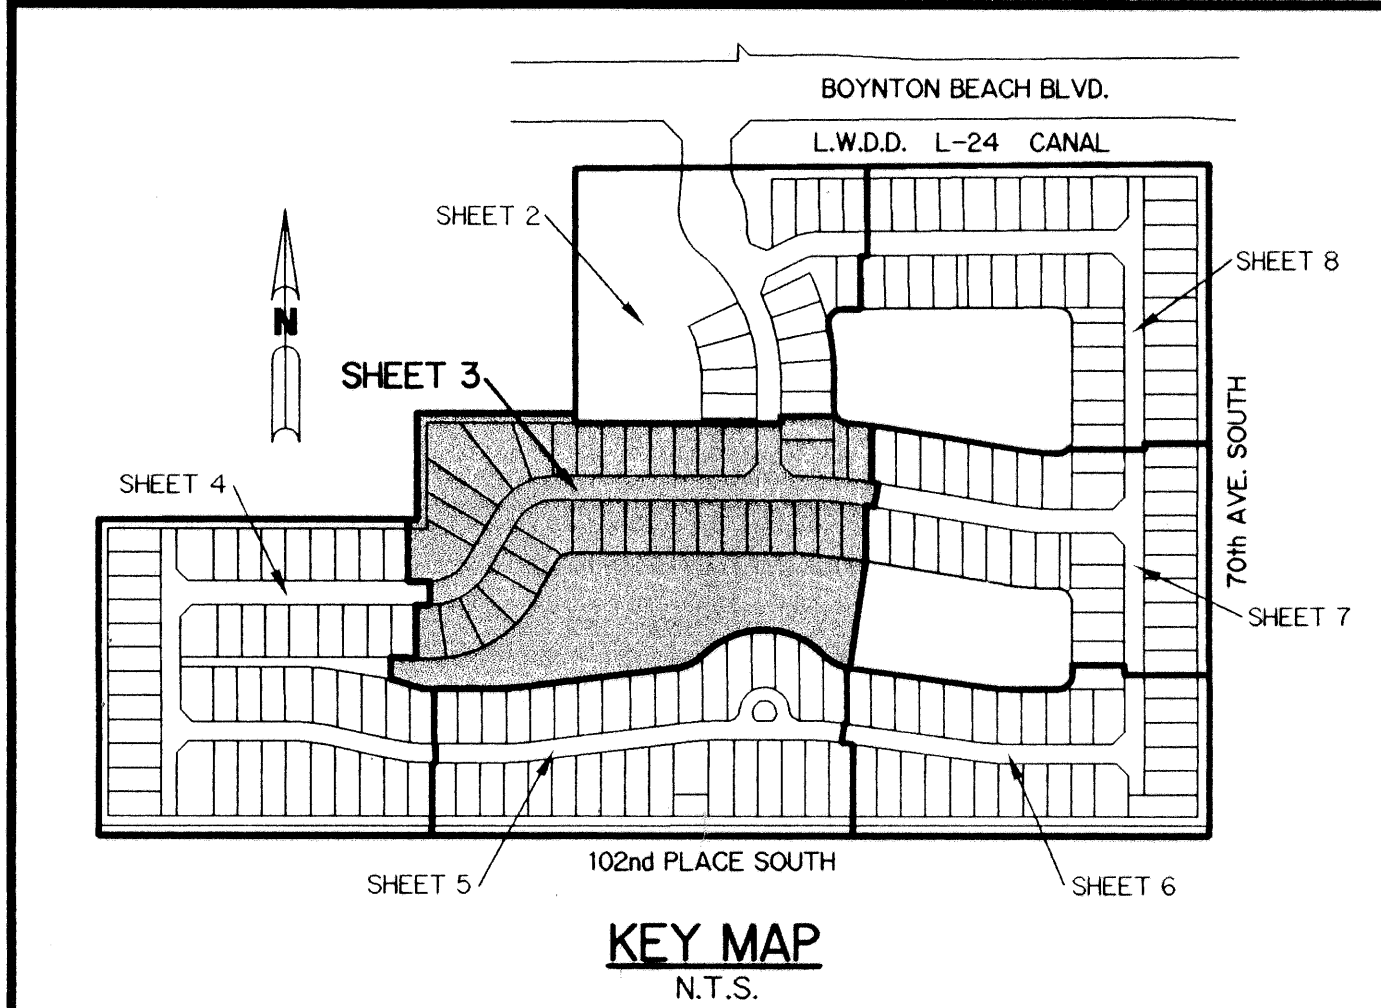 BOYNTON BEACH BLVD.
L.W.D.D. L-24 CANAL
SHEET 2
SHEET 8
N
SHEET 3
70th AVE. SOUTH
SHEET 4
SHEET 7
102nd PLACE SOUTH
SHEET 5
SHEET 6
KEY MAP
N.T.S.